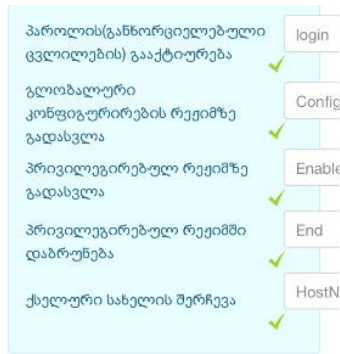 პაროლის(განხორციელებული
ცვლილების) გააქტიურება
login
გლობალური
კონფიგურირების რეჟიმზე
გადასვლა
Config
პრივილეგირებულ რეჟიმზე
გადასვლა
Enable
პრივილეგირებულ რეჟიმში
დაბრუნება
End
ქსელური სახელის შერჩევა
HostN